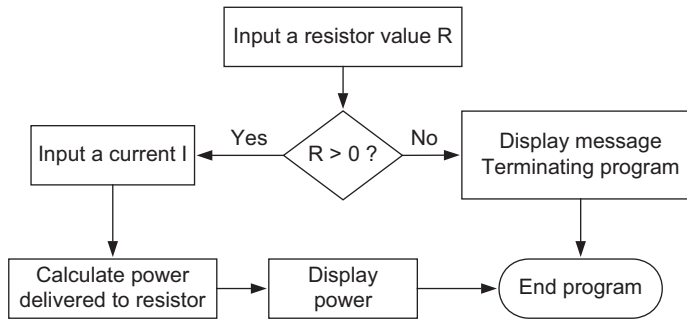 Input a resistor value R
Yes
No
R > 0 ?
Input a current I
Display message
Terminating program
Calculate power
delivered to resistor
Display
power
End program